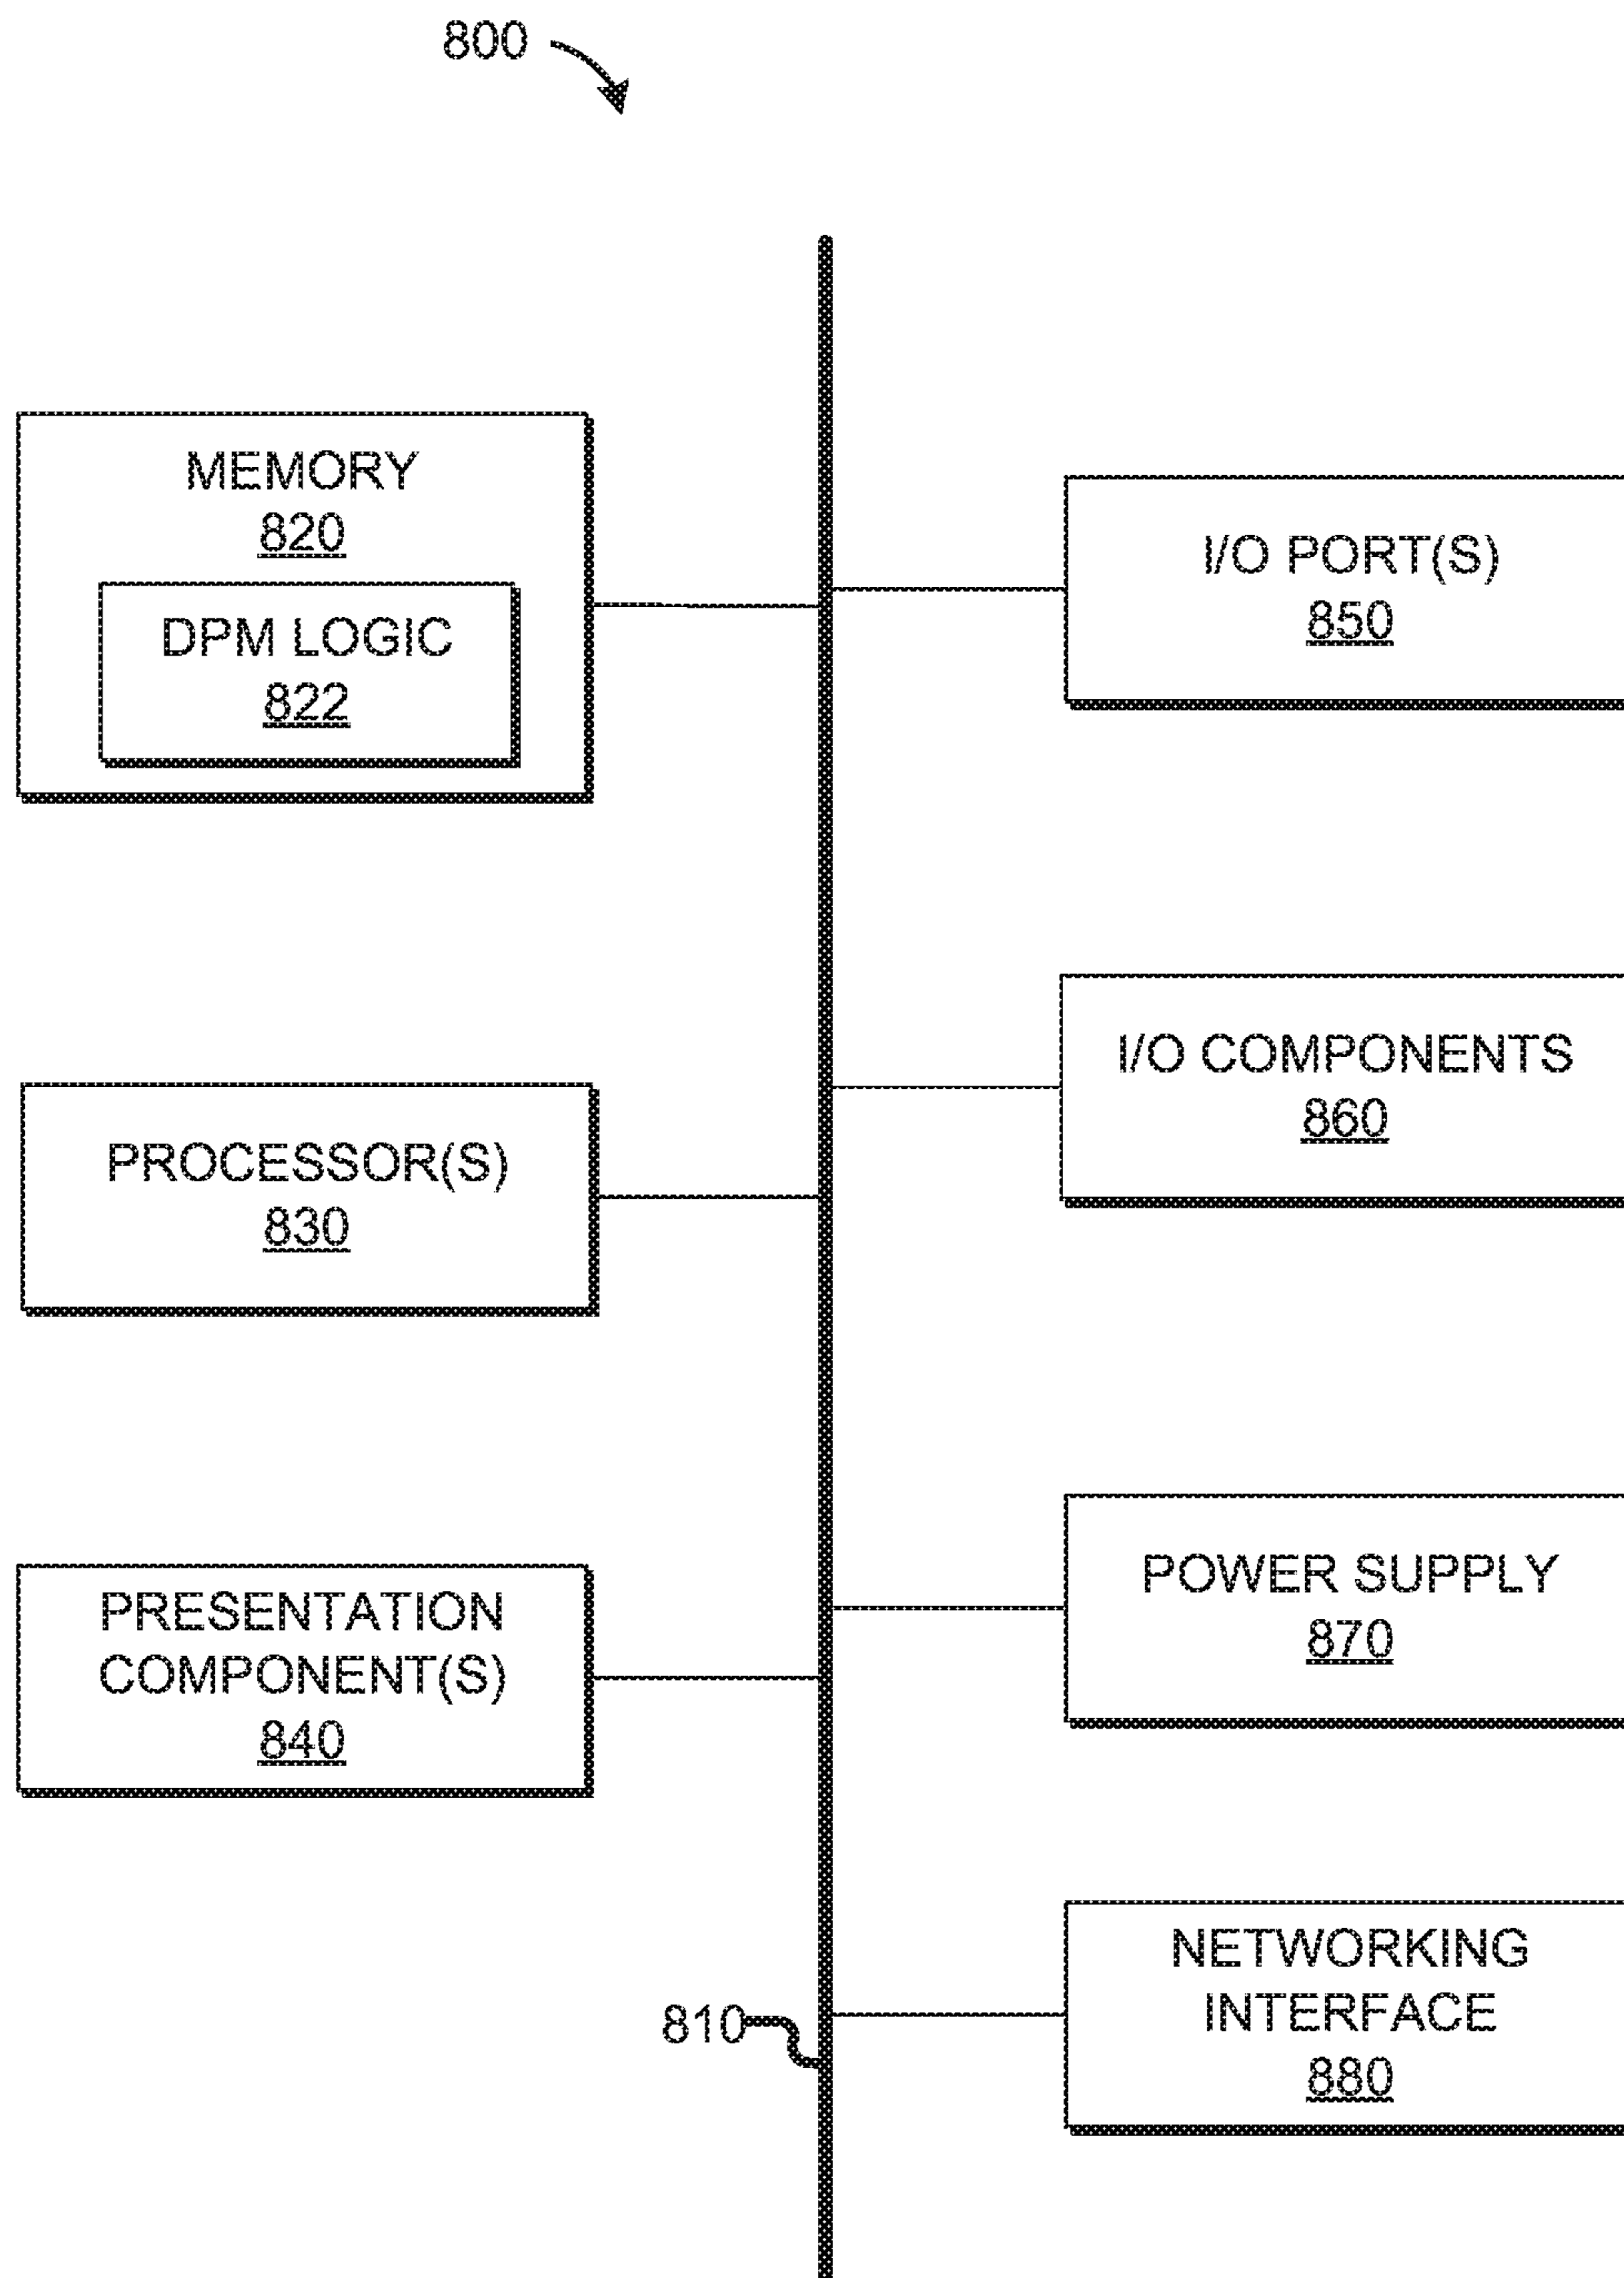 800
MEMORY
820
DPM LOGIC
822
I/O PORT(S)
850
I/O COMPONENTS
860
PROCESSOR(S)
830
POWER SUPPLY
870
PRESENTATION
COMPONENT(S)
840
NETWORKING
INTERFACE
880
810